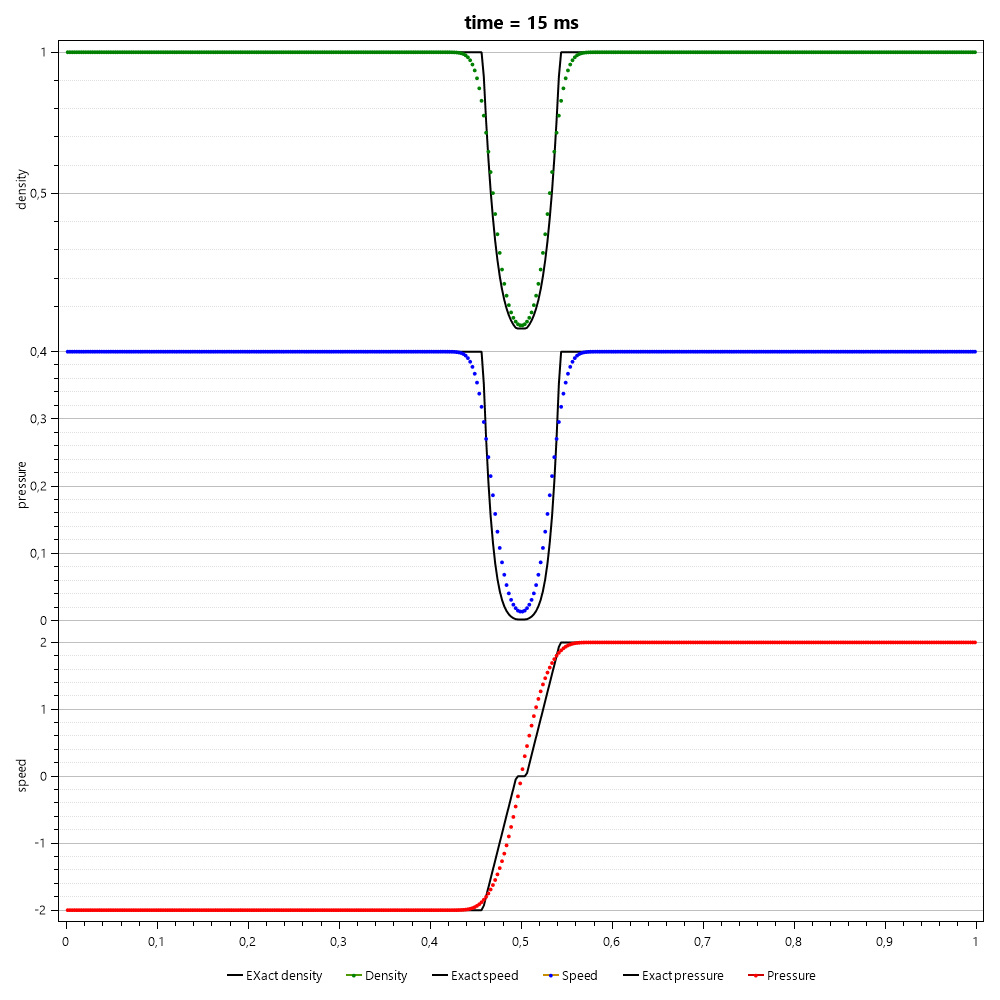 time = 15 ms
1
0,5
density
0,4
0,3
0,2
0,1
0
pressure
2
1
0
-1
-2
speed
0 0,1 0,2 0,3 0,4 0,5 0,6 0,7 0,8 0,9 1
EXact density Density Exact speed Speed Exact pressure Pressure